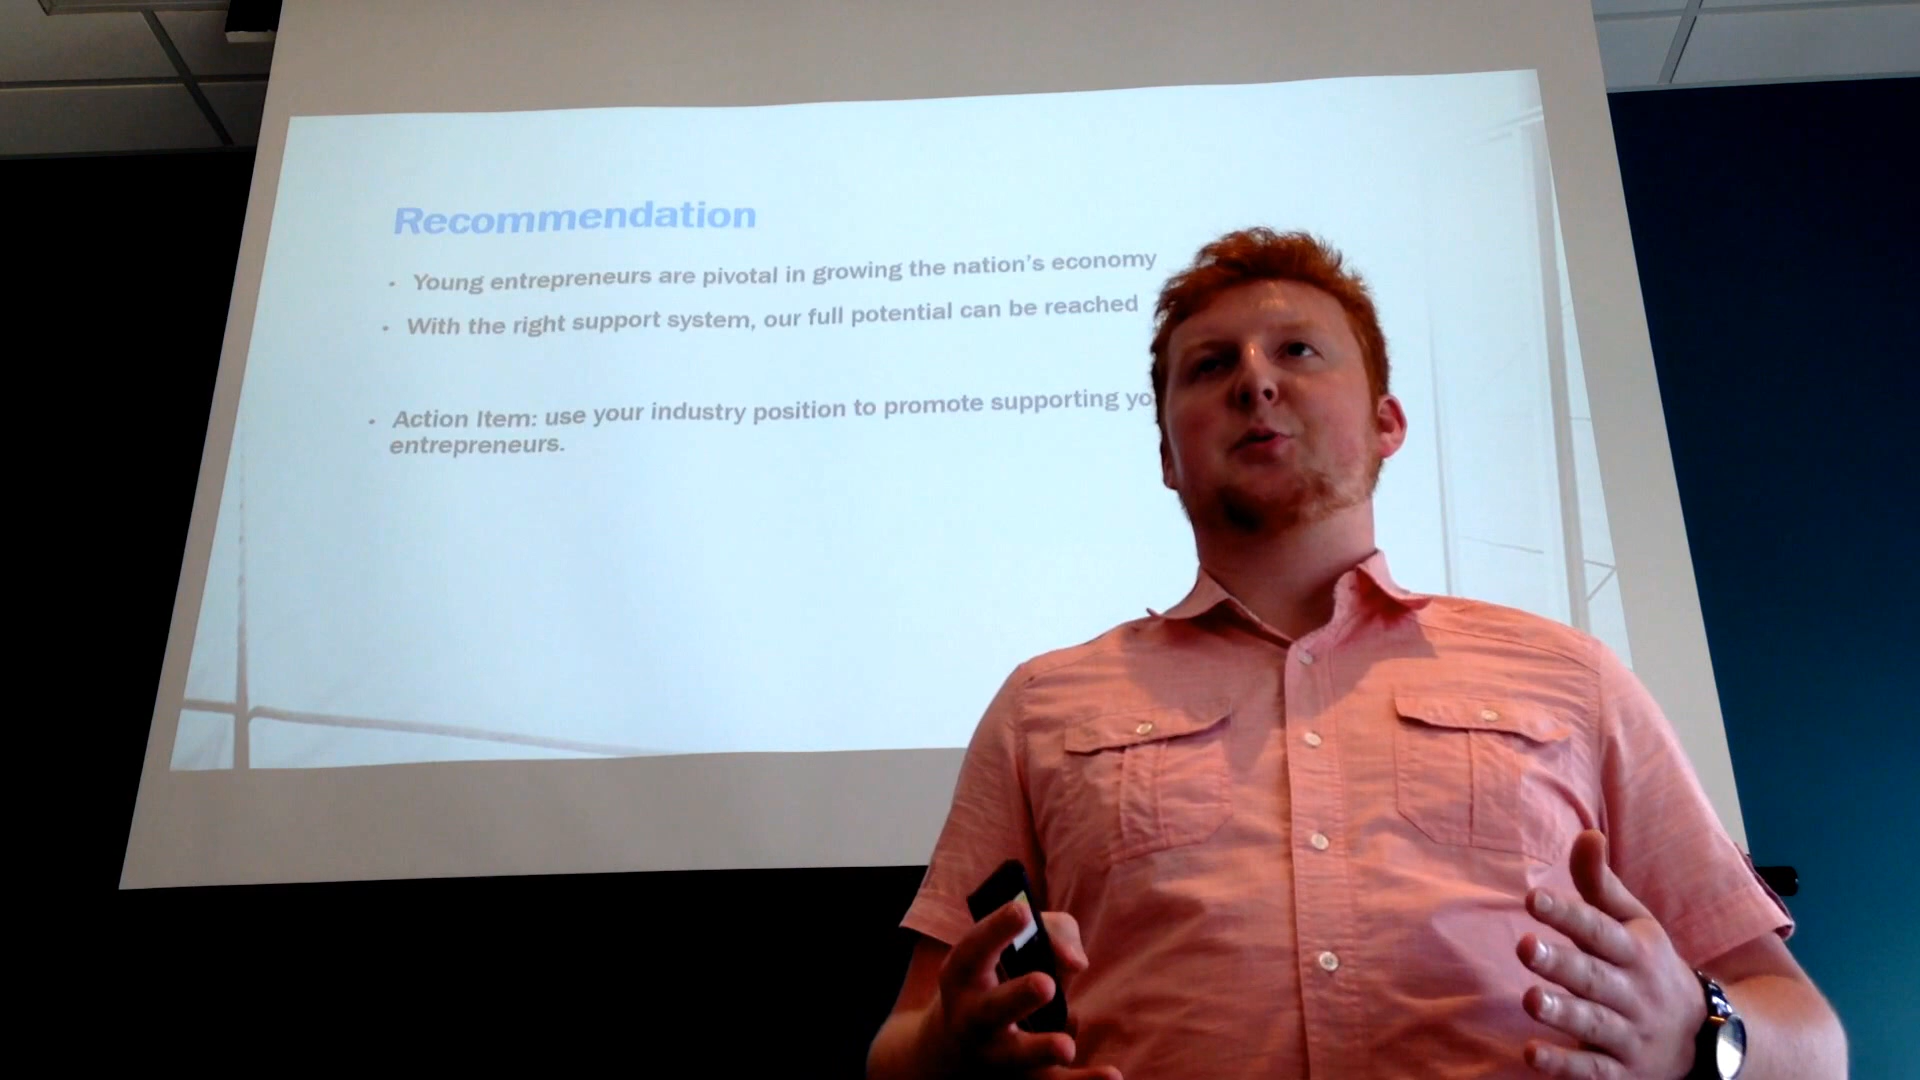 Recommendation
• Young entrepreneurs are pivotal in growing the nation's economy
• With the right support system, our full potential can be reached
• Action Item: use your industry position to promote supporting
entrepreneurs.